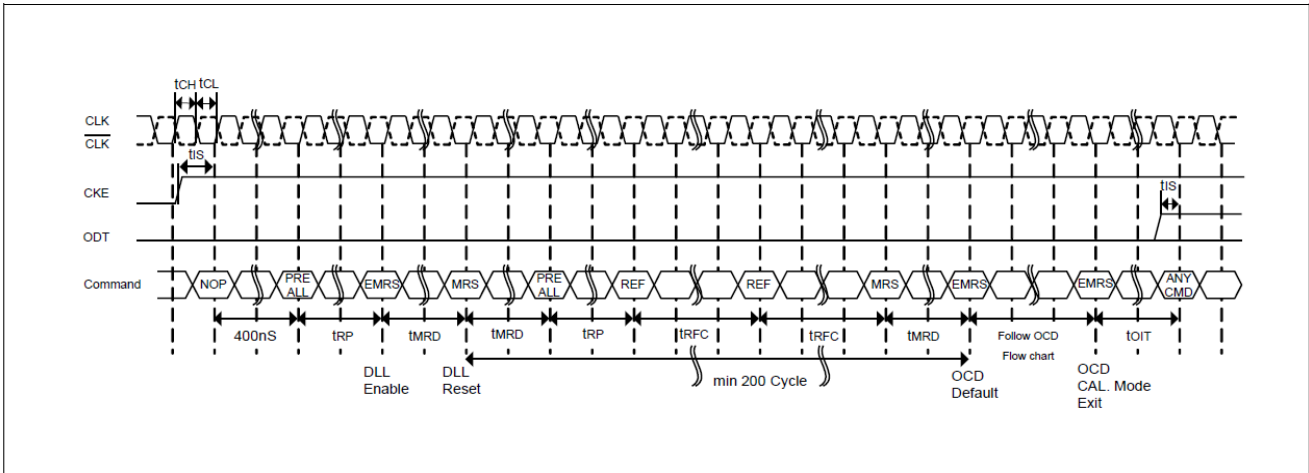 tCH tCL
CLK
CLK
tIS
CKE
tIS
ODT
Command
NOP
PRE ALL
EMRS
MRS
PRE ALL
REF
REF
MRS
EMRS
EMRS
ANY CMD
400nS
tRP
tMRD
tMRD
tRP
tRFC
tRFC
tMRD
Follow OCD
Flow chart
tOIT
DLL
Enable
DLL
Reset
min 200 Cycle
OCD
Default
OCD
CAL. Mode
Exit